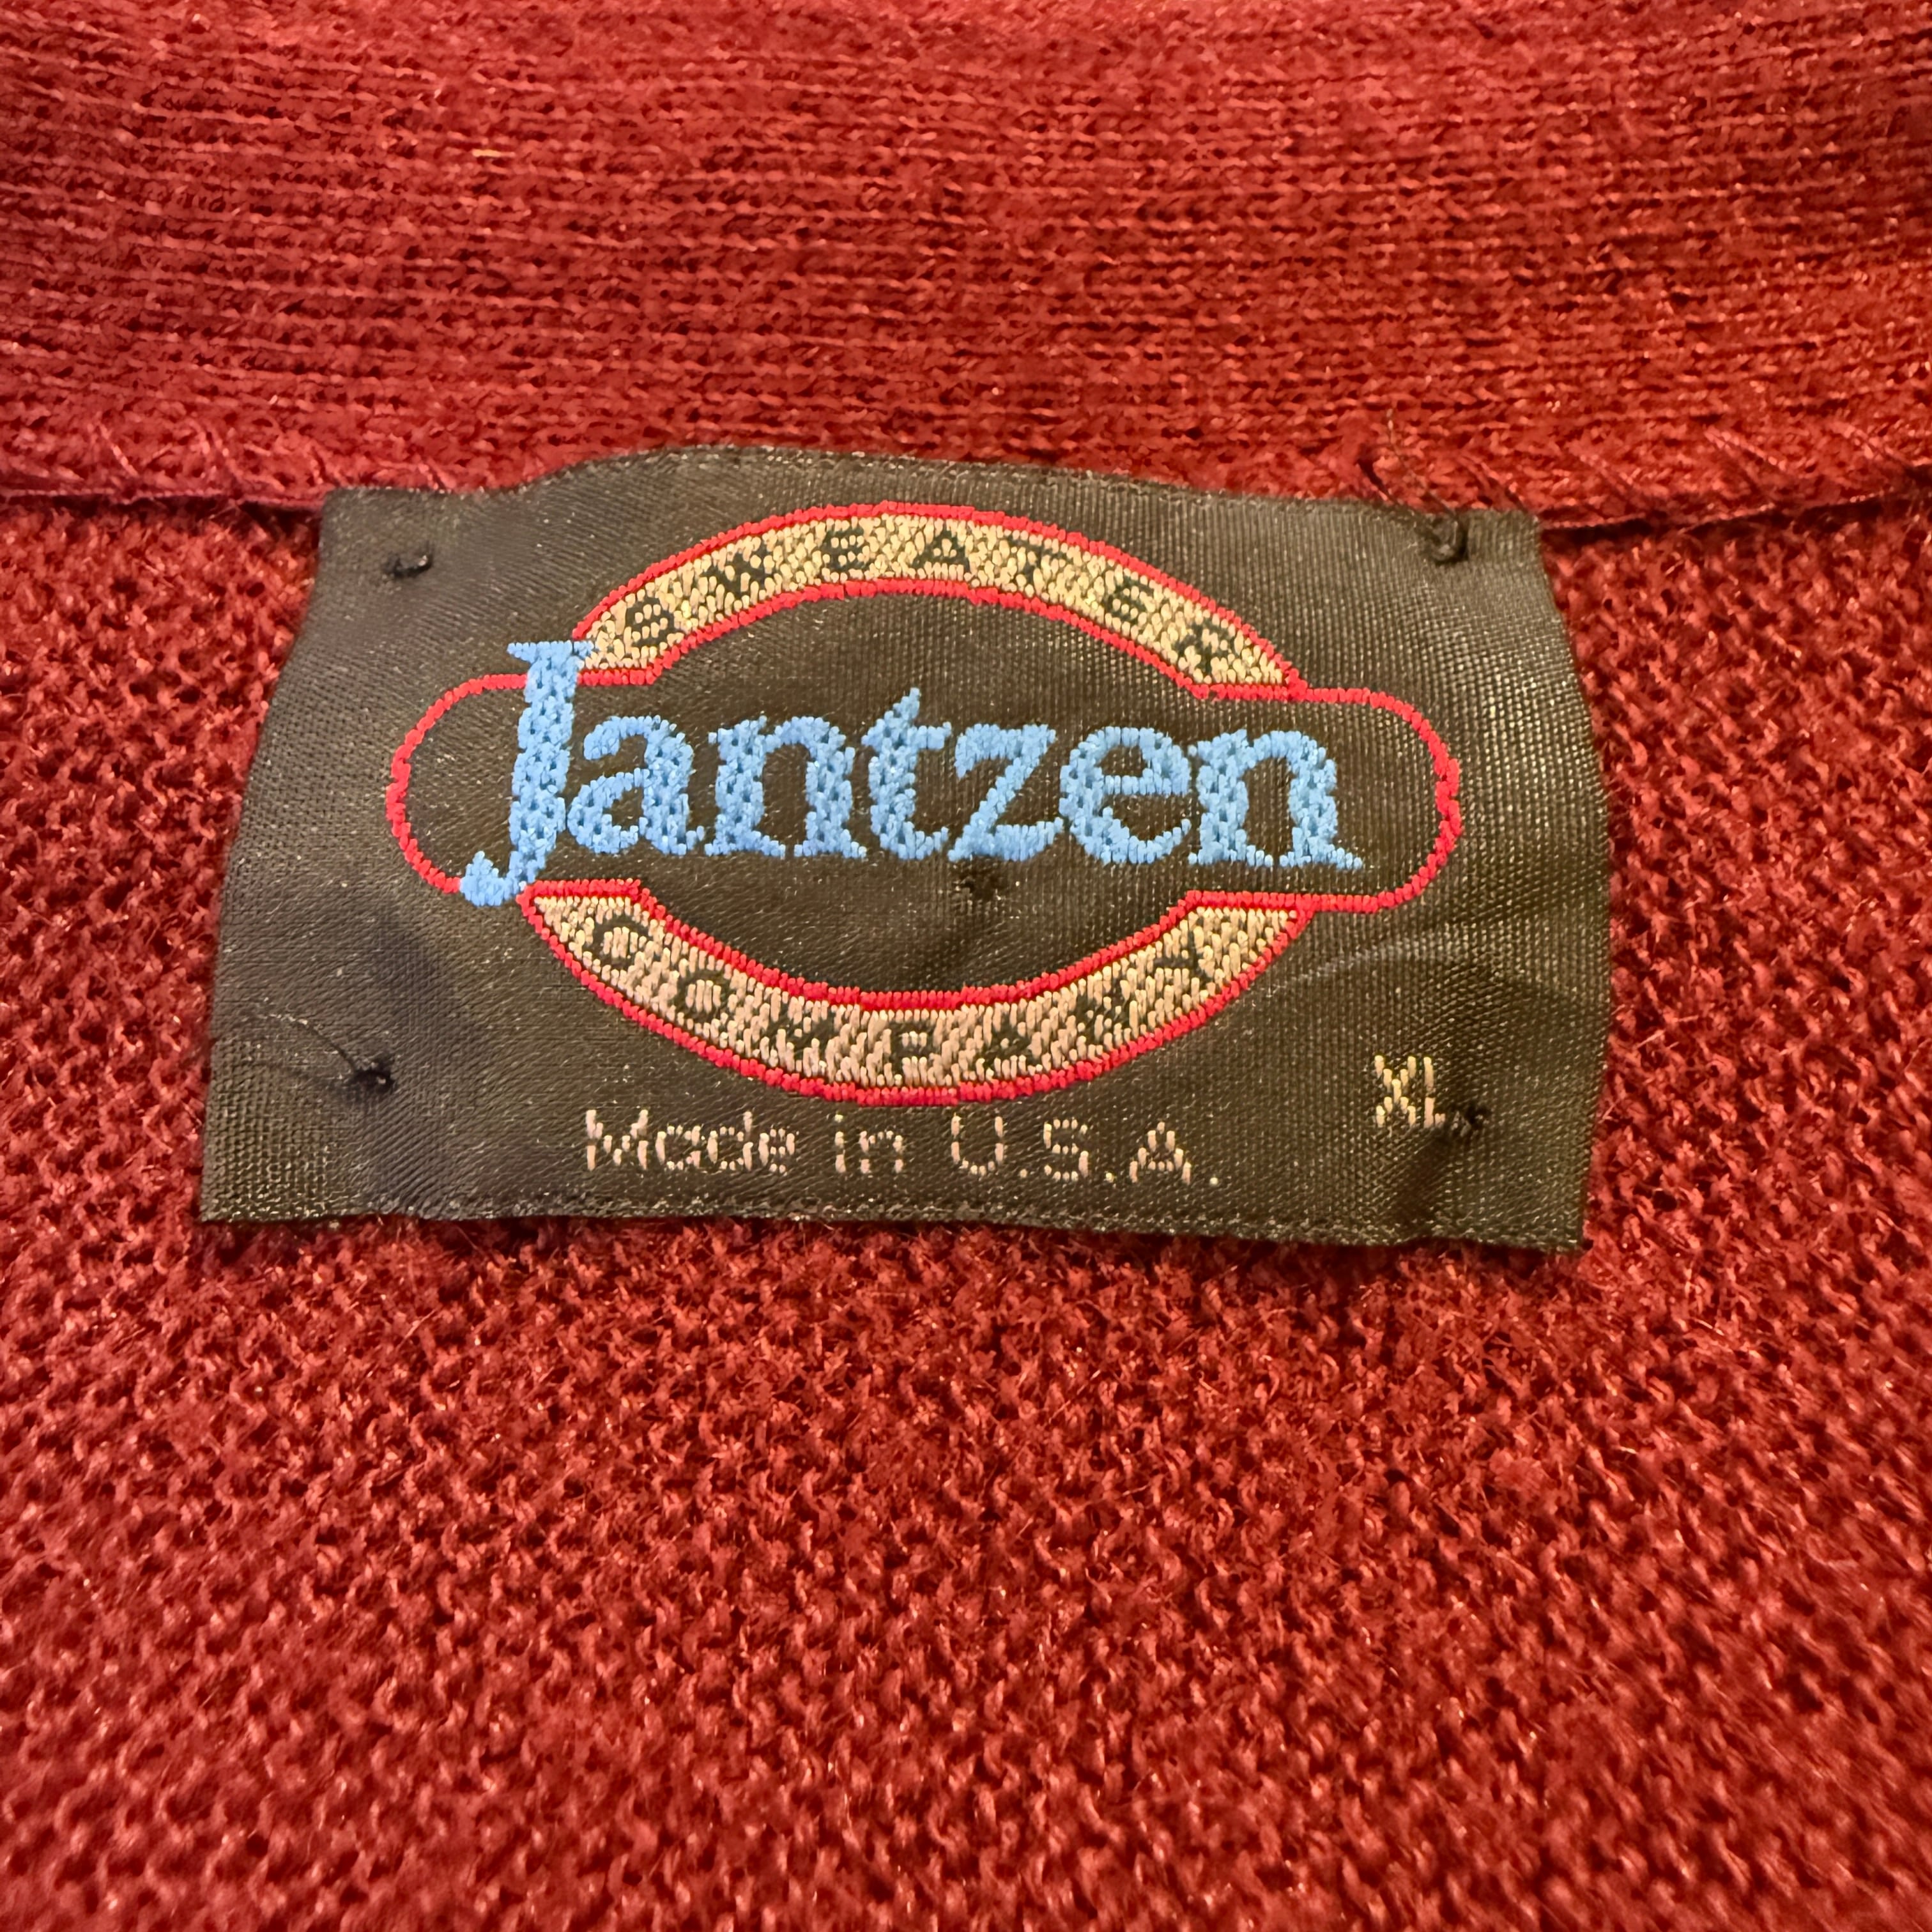 SWEATER
Jantzen
COMPANY
XL
Made in U.S.A.